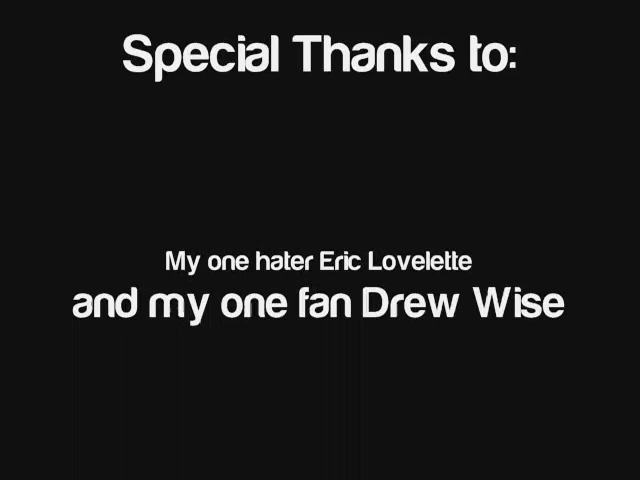 Special Thanks to:
My one hater Eric Lovelette
and my one fan Drew Wise